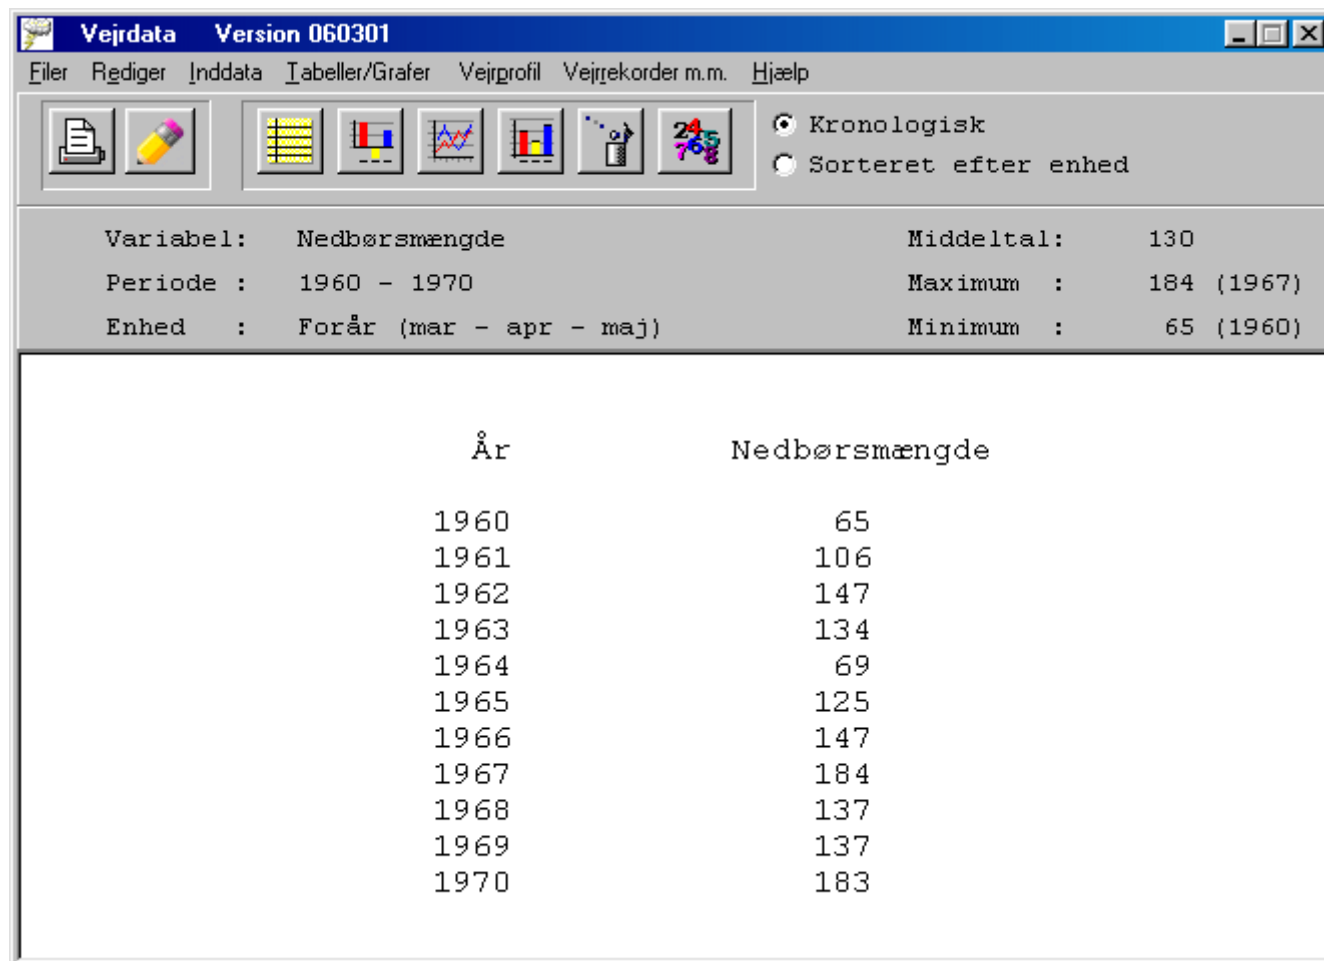 Vejrdata Version 060301
Filer Rediger Inddata Tabeller/Grafer Vejrprofil Vejrrekorder m.m. Hjælp
Kronologisk
Sorteret efter enhed
Variabel: Nedbørsmængde Middeltal: 130
Periode : 1960 - 1970 Maximum : 184 (1967)
Enhed : Forår (mar - apr - maj) Minimum : 65 (1960)
År Nedbørsmængde
1960 65
1961 106
1962 147
1963 134
1964 69
1965 125
1966 147
1967 184
1968 137
1969 137
1970 183